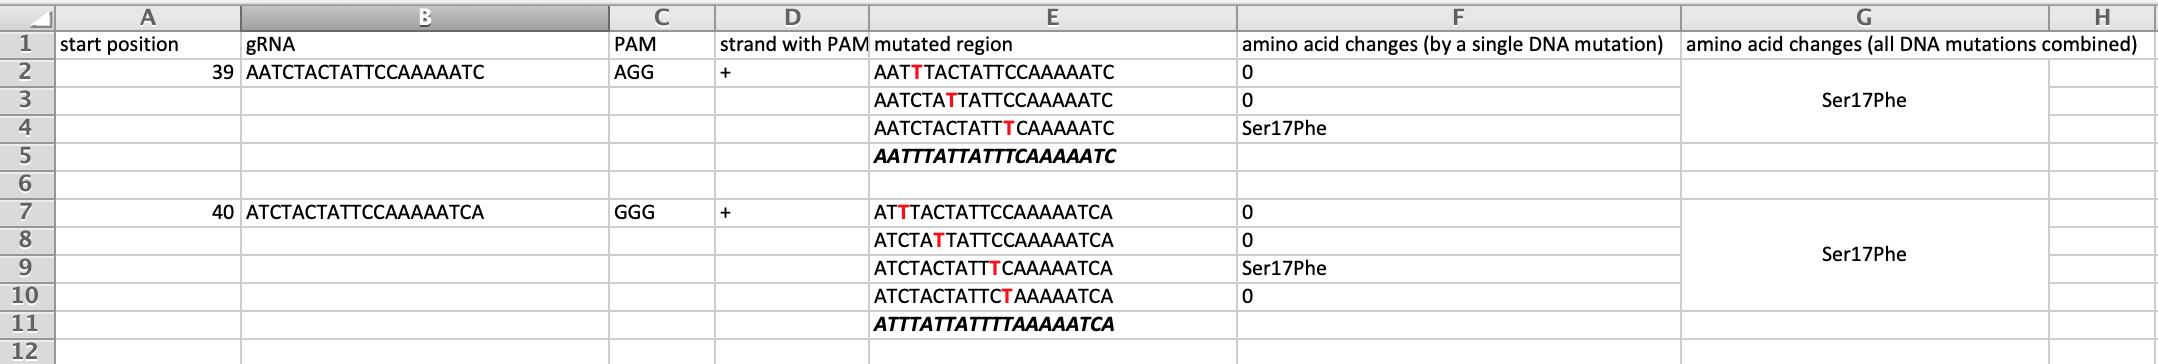 A B C D E F G H
1 start position gRNA PAM strand with PAM mutated region amino acid changes (by a single DNA mutation) amino acid changes (all DNA mutations combined)
2 39 AATCTACTATTCCAAAAATC AGG + AATTTACTATTCCAAAAATC 0
3 AATCTATTATTCCAAAAATC 0 Ser17Phe
4 AATCTACTATTTCAAAAATC Ser17Phe
5 AATTTATTATTTCAAAAATC
6
7 40 ATCTACTATTCCAAAAATCA GGG + ATTTACTATTCCAAAAATCA 0
8 ATCTATTATTCCAAAAATCA 0
9 ATCTACTATTTCAAAAATCA Ser17Phe Ser17Phe
10 ATCTACTATTCTAAAAATCA 0
11 ATTTATTATTTTAAAAATCA
12